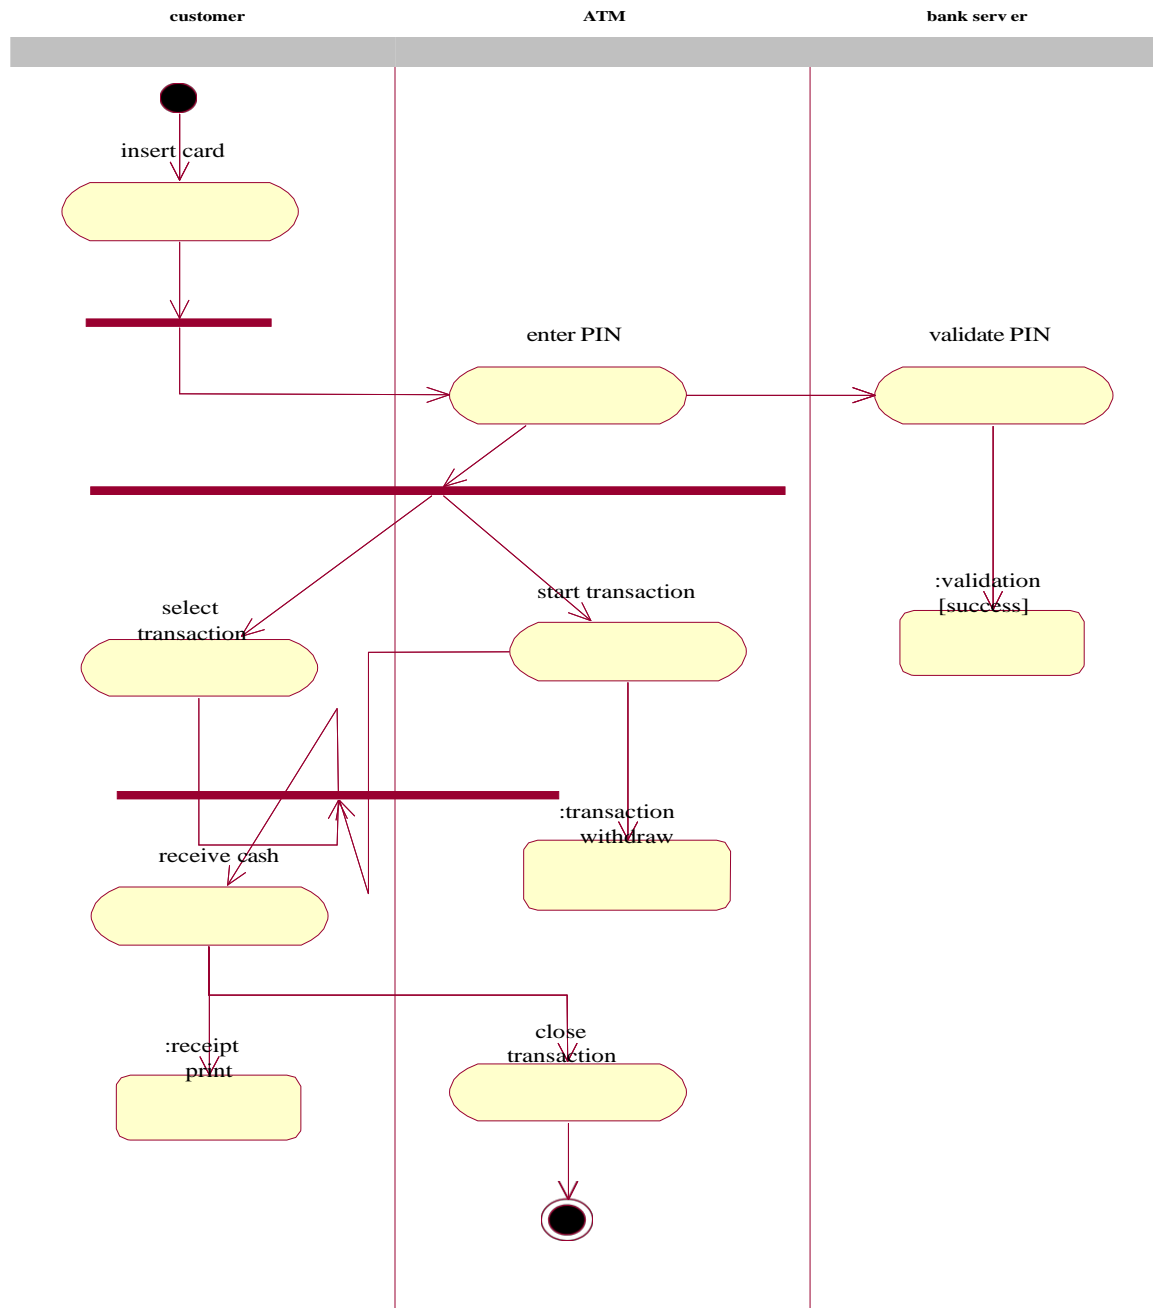 customer
ATM
bank serv er
insert card
enter PIN
validate PIN
select
transaction
start transaction
:validation
[success]
:transaction
withdraw
receive cash
:receipt
print
close
transaction